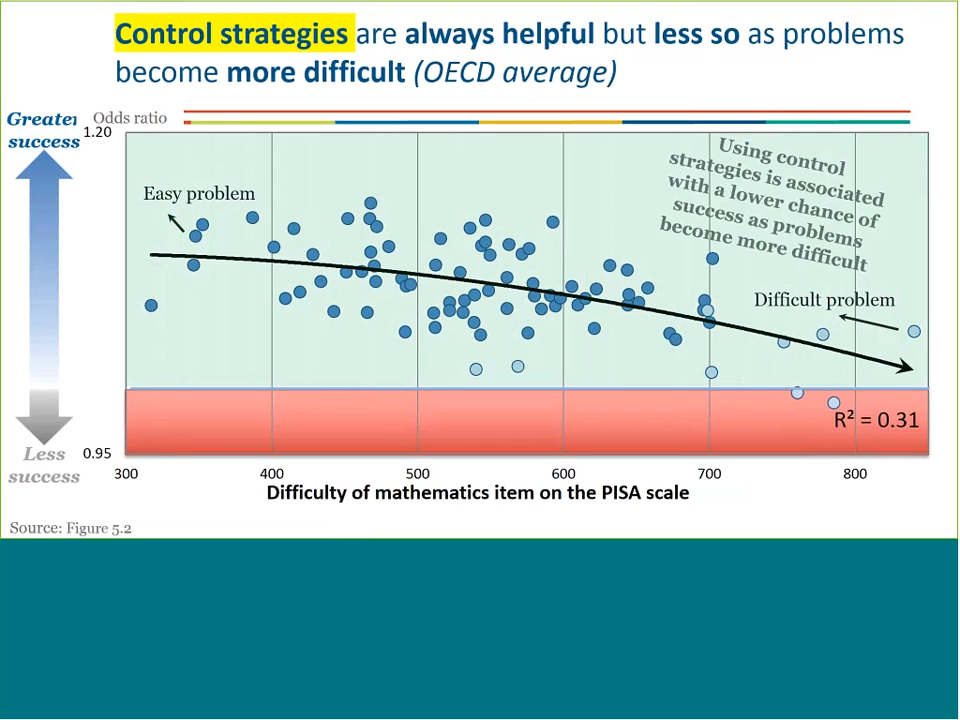 Control strategies are always helpful but less so as problems
become more difficult (OECD average)
Greater
success
Odds ratio
1.20
Easy problem
Using control
strategies is associated
with a lower chance of
success as problems
become more difficult
Difficult problem
R² = 0.31
Less
success
0.95
300 400 500 600 700 800
Difficulty of mathematics item on the PISA scale
Source: Figure 5.2